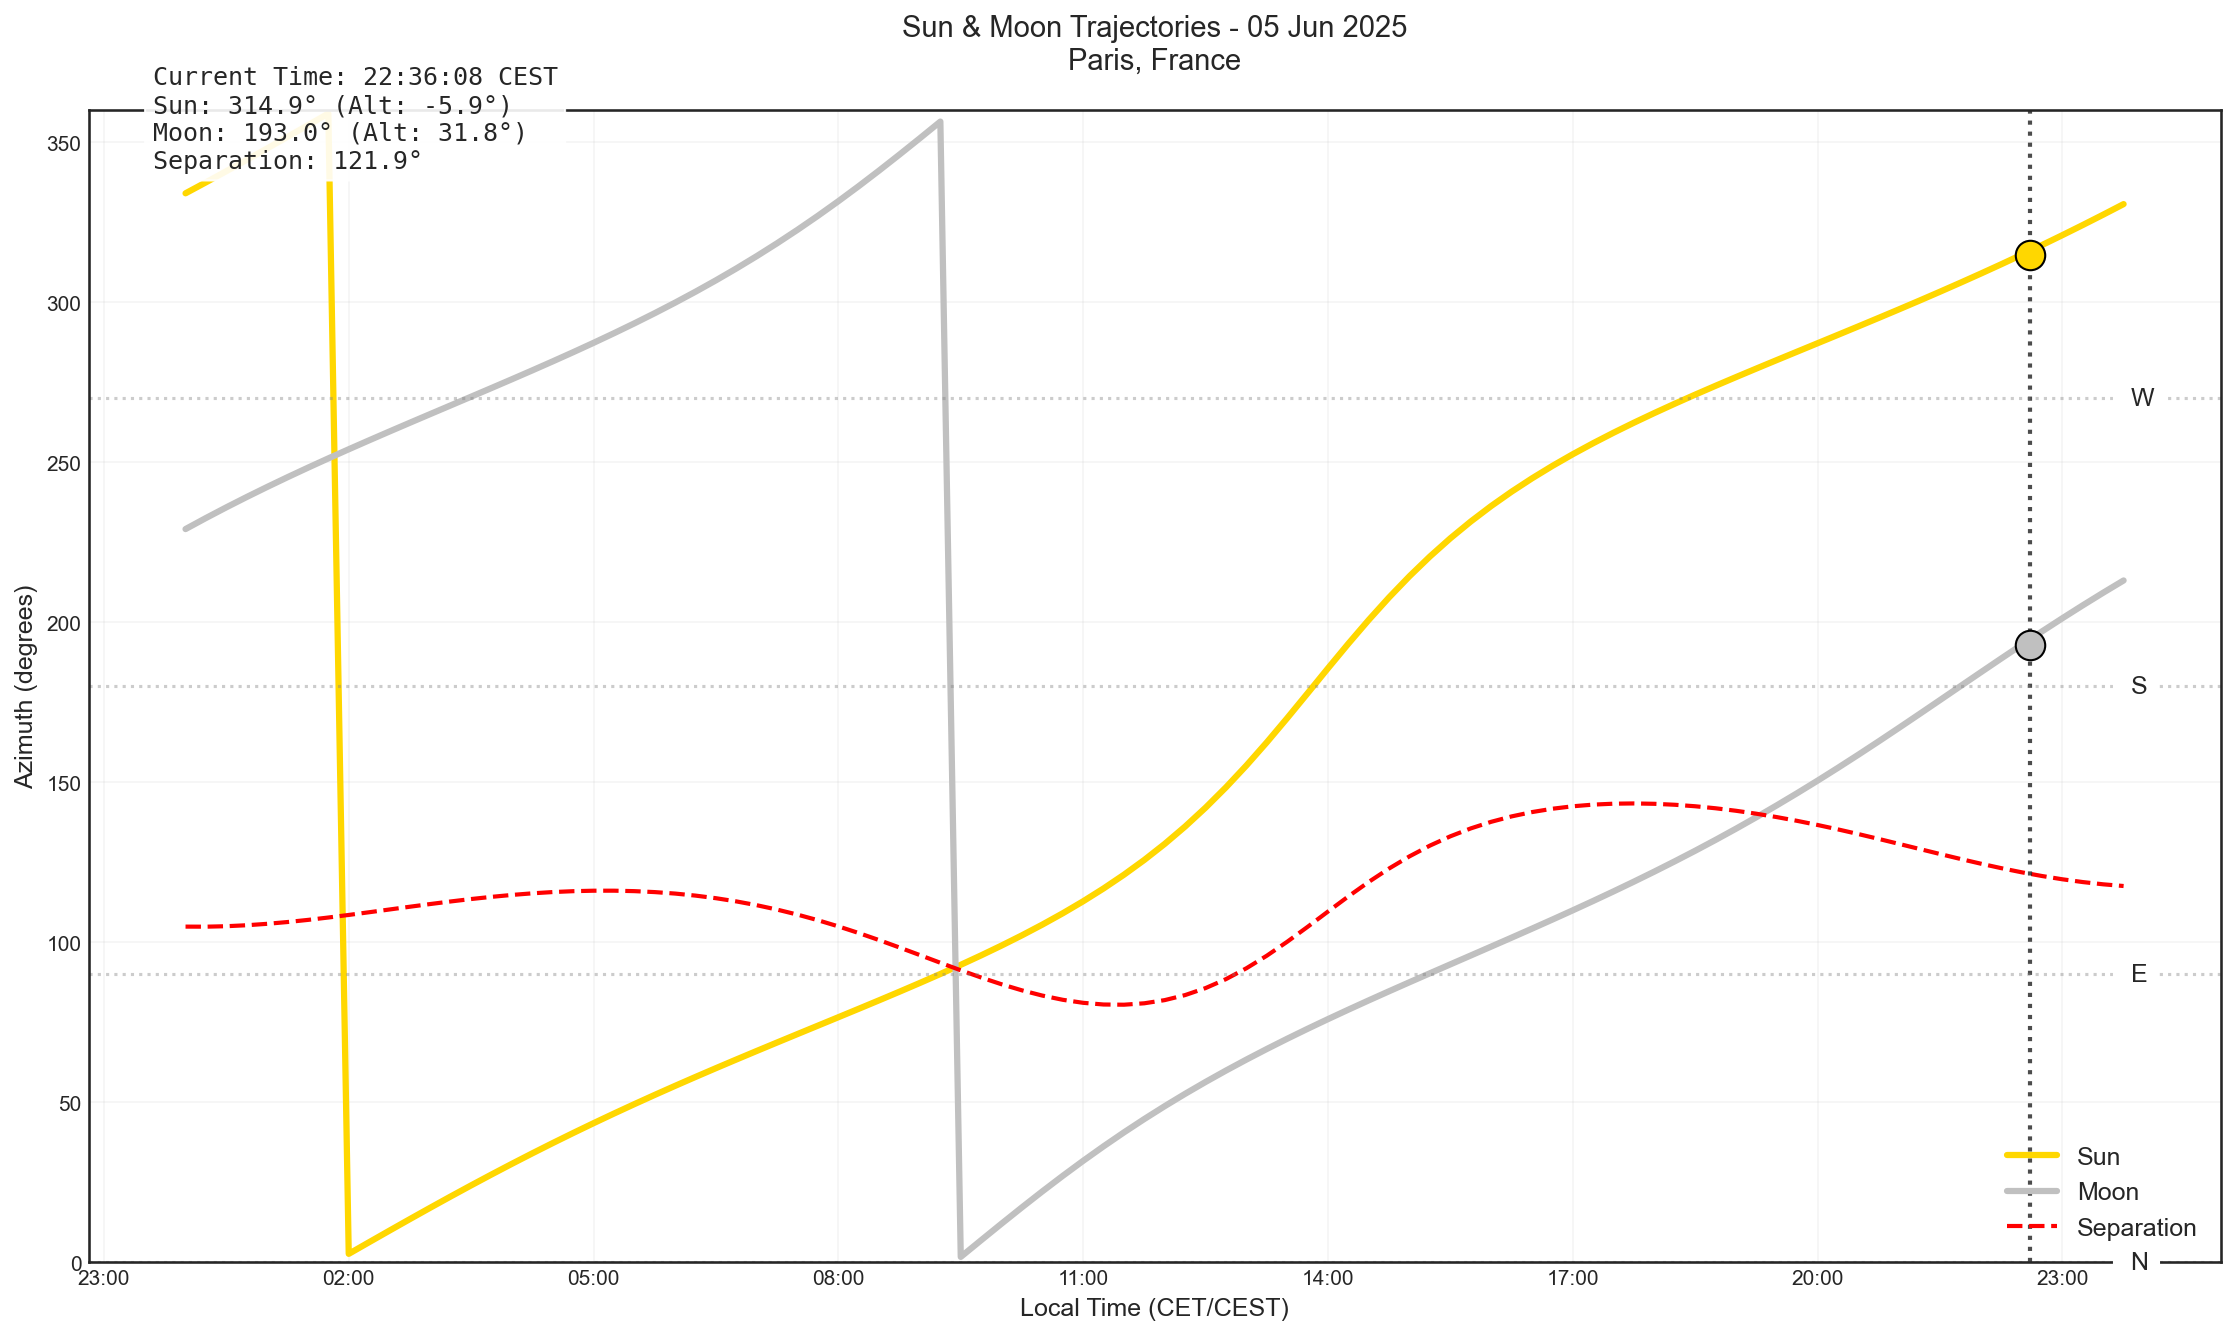 Sun & Moon Trajectories - 05 Jun 2025
Paris, France
Current Time: 22:36:08 CEST
Sun: 314.9° (Alt: -5.9°)
Moon: 193.0° (Alt: 31.8°)
Separation: 121.9°
350
300
250
200
150
100
50
0
Azimuth (degrees)
W
S
E
N
Sun
Moon
Separation
23:00 02:00 05:00 08:00 11:00 14:00 17:00 20:00 23:00
Local Time (CET/CEST)